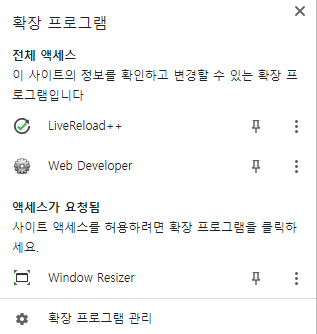 확장 프로그램
전체 액세스
이 사이트의 정보를 확인하고 변경할 수 있는 확장 프
로그램입니다
LiveReload++
Web Developer
액세스가 요청됨
사이트 액세스를 허용하려면 확장 프로그램을 클릭하
세요.
Window Resizer
확장 프로그램 관리